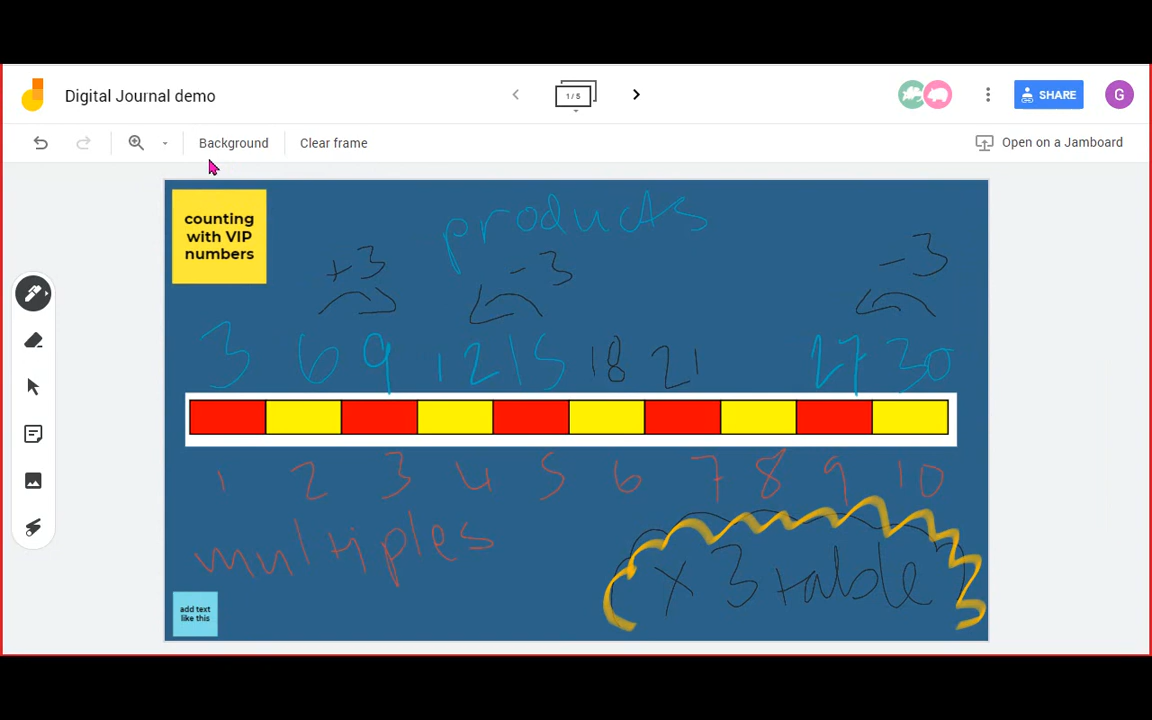 Digital Journal demo
1 / 5
SHARE
G
Background
Clear frame
Open on a Jamboard
counting
with VIP
numbers
products
+3
- 3
- 3
3 6 9 12 15 18 21 27 30
1 2 3 4 5 6 7 8 9 10
multiples
x 3 table
add text
like this